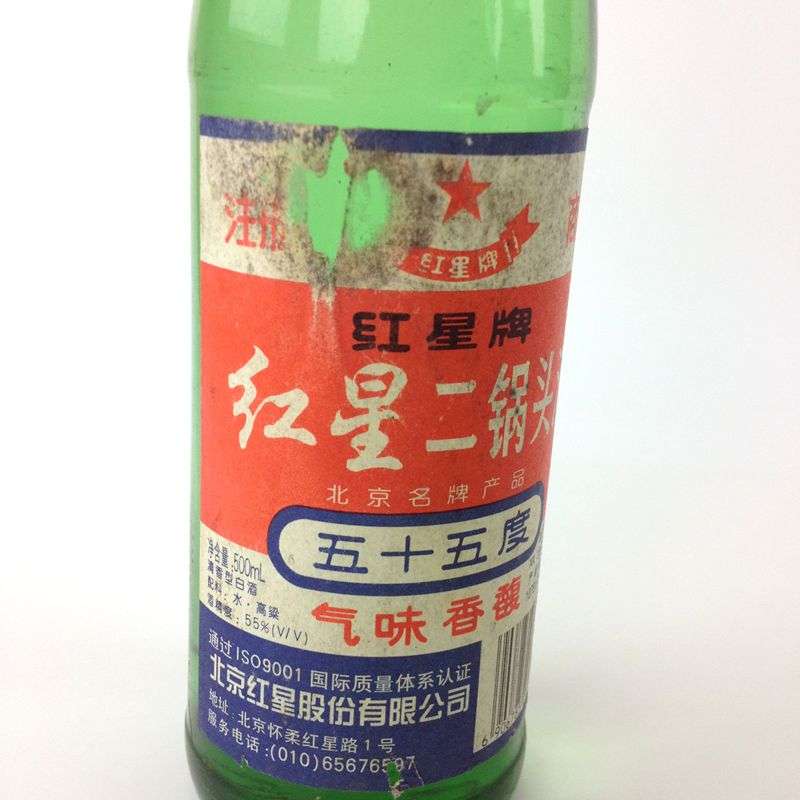 注册
商
红星牌
红星牌
红星二锅头
北京名牌产品
五十五度
净含量:500mL
清香型白酒
配料:水·高粱
酒精度:55%(V/V)
气味香馥
通过ISO9001国际质量体系认证
北京红星股份有限公司
地址:北京怀柔红星路1号
服务电话:(010)65676597